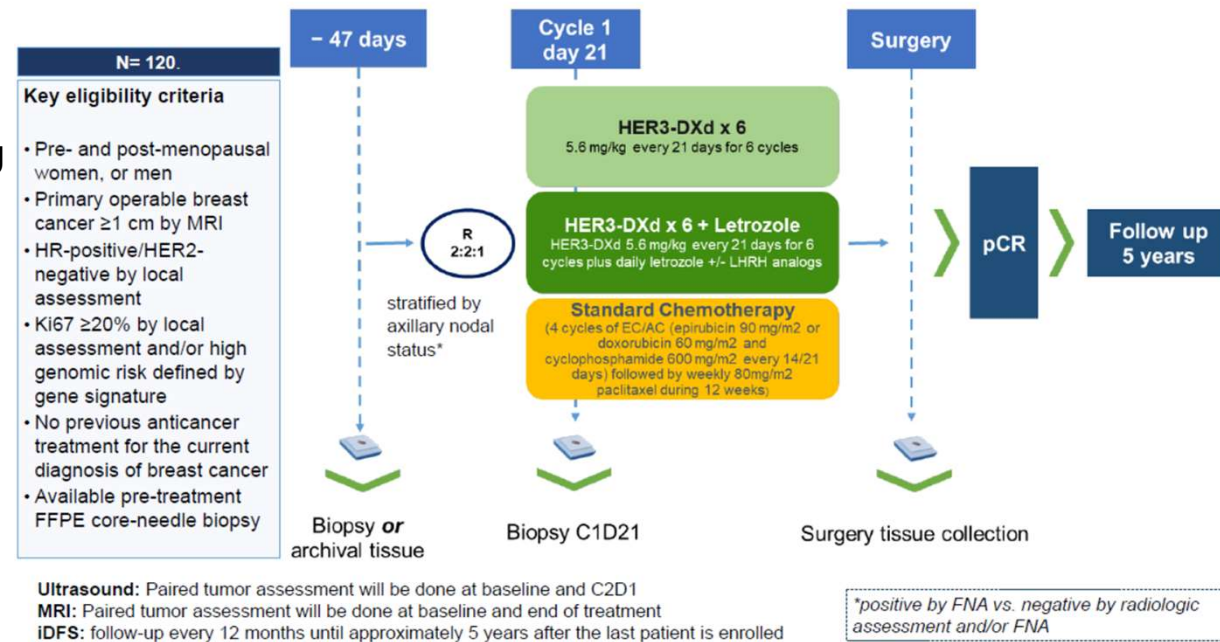 − 47 days
Cycle 1
day 21
Surgery
N= 120.
Key eligibility criteria
• Pre- and post-menopausal
women, or men
• Primary operable breast
cancer ≥1 cm by MRI
• HR-positive/HER2-
negative by local
assessment
• Ki67 ≥20% by local
assessment and/or high
genomic risk defined by
gene signature
• No previous anticancer
treatment for the current
diagnosis of breast cancer
• Available pre-treatment
FFPE core-needle biopsy
R
2:2:1
stratified by
axillary nodal
status*
HER3-DXd x 6
5.6 mg/kg every 21 days for 6 cycles
HER3-DXd x 6 + Letrozole
HER3-DXd 5.6 mg/kg every 21 days for 6
cycles plus daily letrozole +/- LHRH analogs
Standard Chemotherapy
(4 cycles of EC/AC (epirubicin 90 mg/m2 or
doxorubicin 60 mg/m2 and
cyclophosphamide 600 mg/m2 every 14/21
days) followed by weekly 80mg/m2
paclitaxel during 12 weeks)
pCR
Follow up
5 years
Biopsy or
archival tissue
Biopsy C1D21
Surgery tissue collection
Ultrasound: Paired tumor assessment will be done at baseline and C2D1
MRI: Paired tumor assessment will be done at baseline and end of treatment
iDFS: follow-up every 12 months until approximately 5 years after the last patient is enrolled
*positive by FNA vs. negative by radiologic
assessment and/or FNA